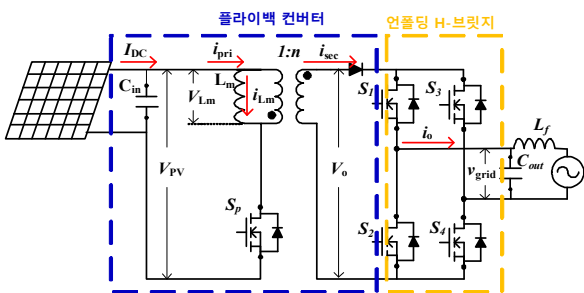 플라이백 컨버터
언폴딩 H-브릿지
I_DC
i_pri
1:n
i_sec
C_in
V_Lm
L_m
i_Lm
S_1
S_3
i_o
L_f
V_PV
V_o
v_grid
C_out
S_p
S_2
S_4